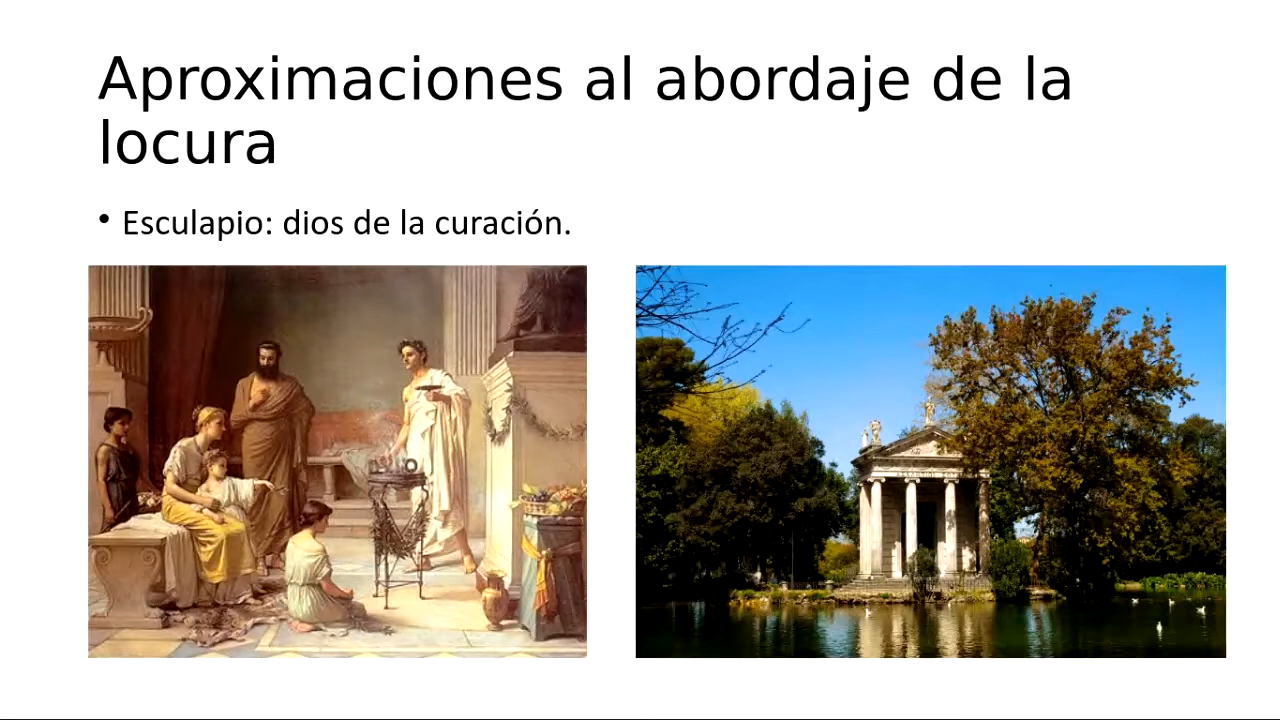 Aproximaciones al abordaje de la
locura
• Esculapio: dios de la curación.